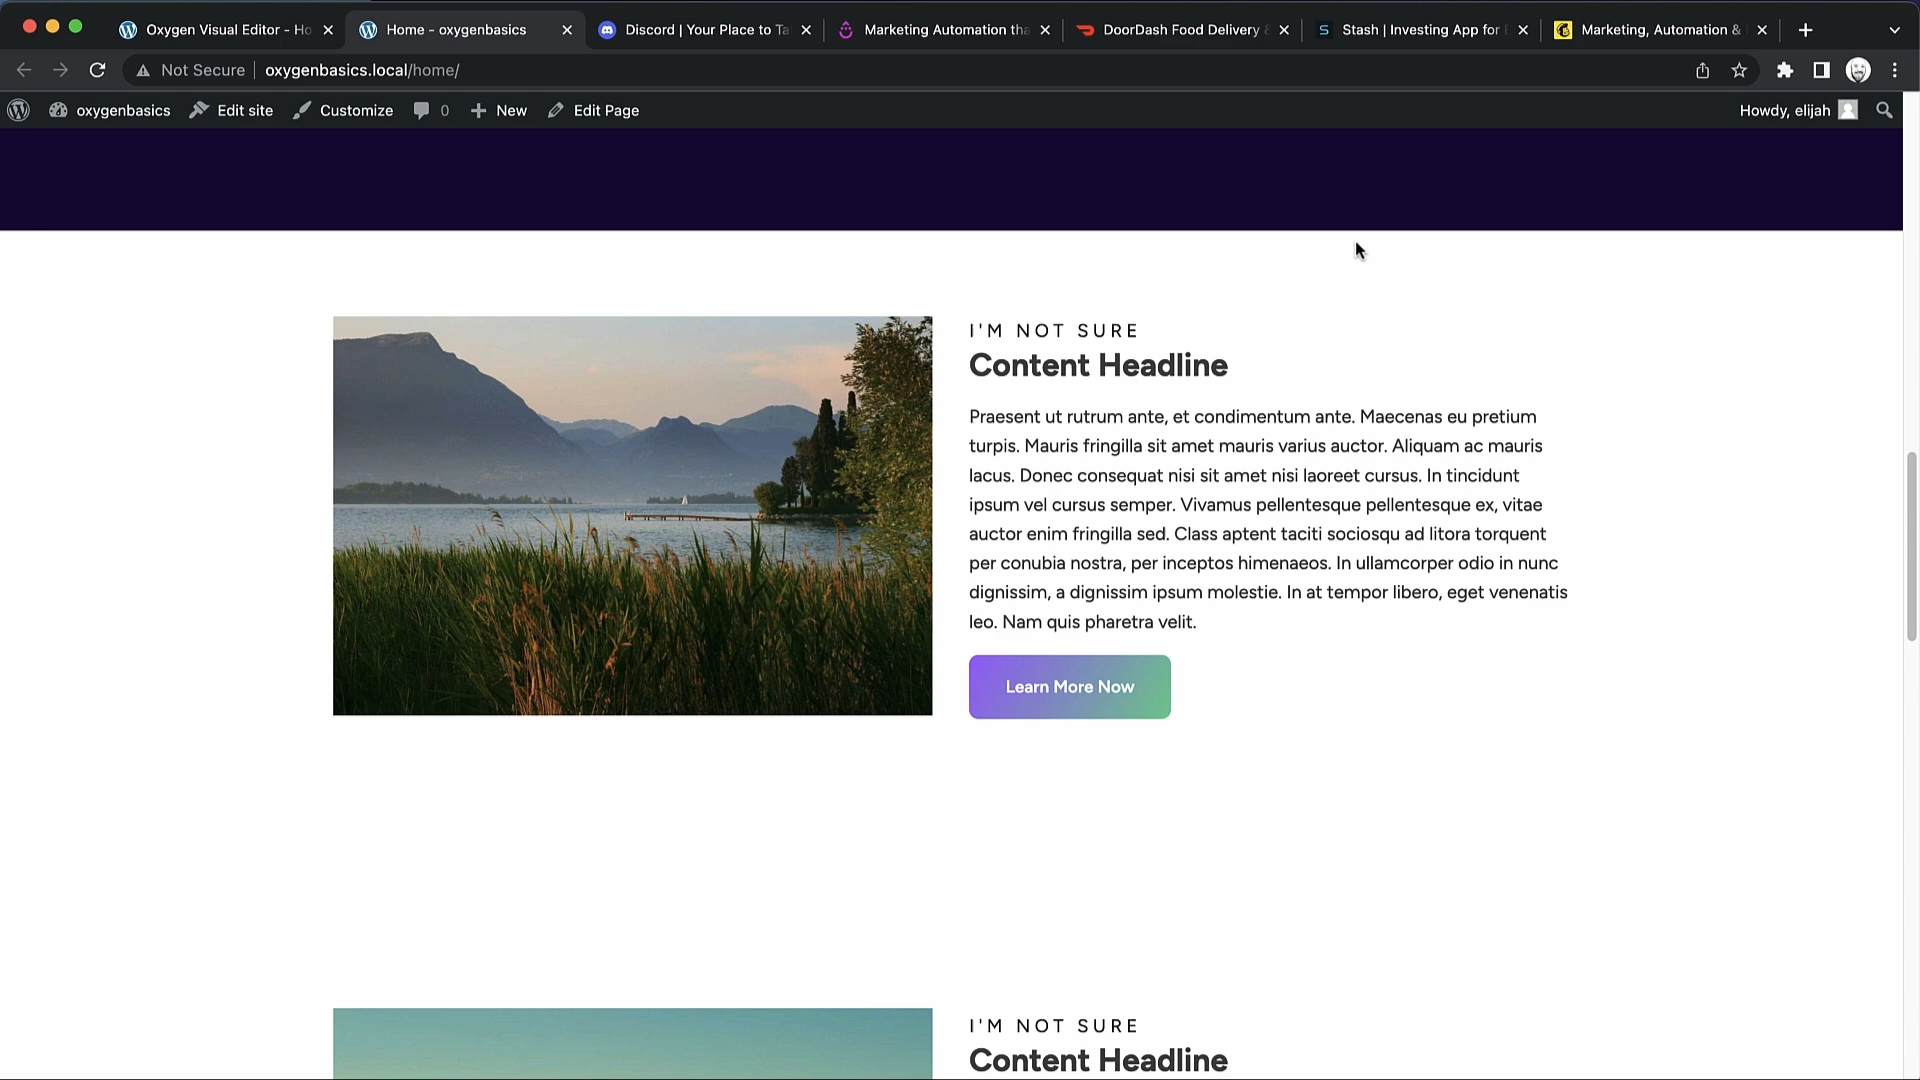 Oxygen Visual Editor - Ho
Home - oxygenbasics
Discord | Your Place to Ta
Marketing Automation tha
DoorDash Food Delivery &
Stash | Investing App for
Marketing, Automation &
Not Secure
oxygenbasics.local/home/
oxygenbasics
Edit site
Customize
0
New
Edit Page
Howdy, elijah
I'M NOT SURE
Content Headline
Praesent ut rutrum ante, et condimentum ante. Maecenas eu pretium
turpis. Mauris fringilla sit amet mauris varius auctor. Aliquam ac mauris
lacus. Donec consequat nisi sit amet nisi laoreet cursus. In tincidunt
ipsum vel cursus semper. Vivamus pellentesque pellentesque ex, vitae
auctor enim fringilla sed. Class aptent taciti sociosqu ad litora torquent
per conubia nostra, per inceptos himenaeos. In ullamcorper odio in nunc
dignissim, a dignissim ipsum molestie. In at tempor libero, eget venenatis
leo. Nam quis pharetra velit.
Learn More Now
I'M NOT SURE
Content Headline